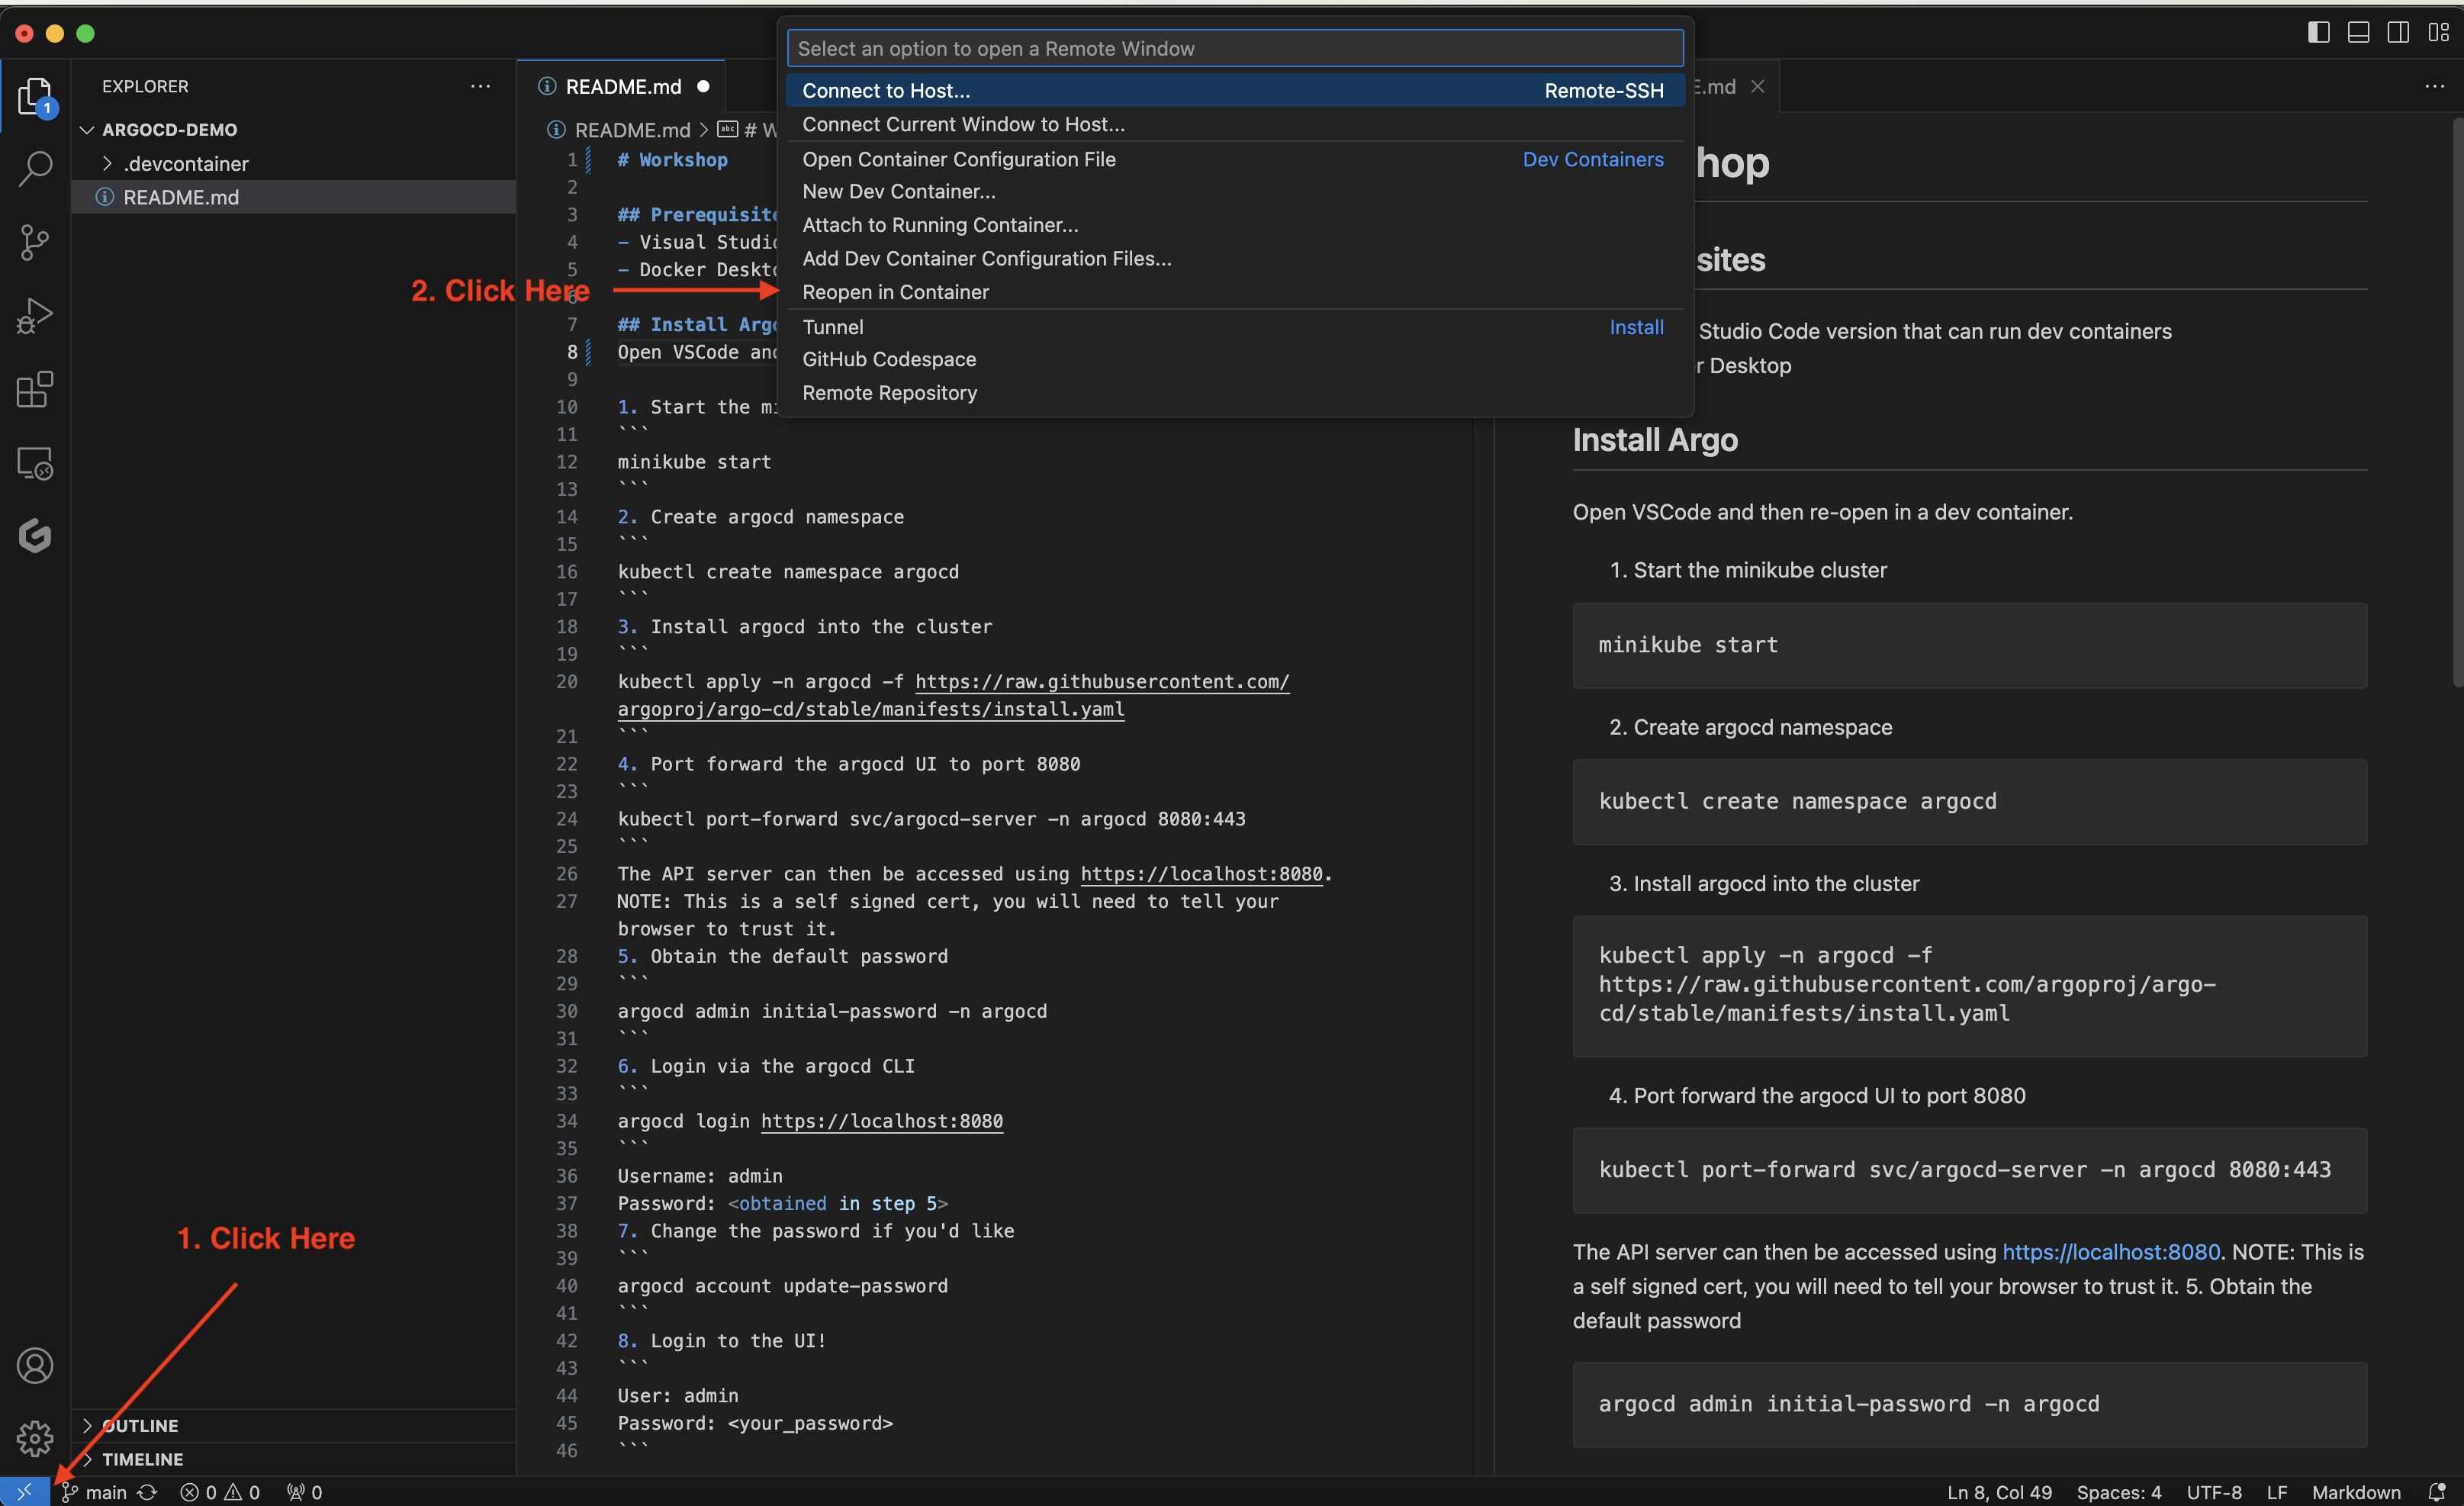 Select an option to open a Remote Window
Connect to Host... Remote-SSH
Connect Current Window to Host...
Open Container Configuration File Dev Containers
New Dev Container...
Attach to Running Container...
Add Dev Container Configuration Files...
Reopen in Container
Tunnel Install
GitHub Codespace
Remote Repository
1
EXPLORER
ARGOCD-DEMO
.devcontainer
README.md
OUTLINE
TIMELINE
1. Click Here
2. Click Here
README.md
README.md > # W
1 # Workshop
2
3 ## Prerequisite
4 - Visual Studio
5 - Docker Deskto
6
7 ## Install Argo
8 Open VSCode and
9
10 1. Start the mi
11 ```
12 minikube start
13 ```
14 2. Create argocd namespace
15 ```
16 kubectl create namespace argocd
17 ```
18 3. Install argocd into the cluster
19 ```
20 kubectl apply -n argocd -f https://raw.githubusercontent.com/
argoproj/argo-cd/stable/manifests/install.yaml
21 ```
22 4. Port forward the argocd UI to port 8080
23 ```
24 kubectl port-forward svc/argocd-server -n argocd 8080:443
25 ```
26 The API server can then be accessed using https://localhost:8080.
27 NOTE: This is a self signed cert, you will need to tell your
browser to trust it.
28 5. Obtain the default password
29 ```
30 argocd admin initial-password -n argocd
31 ```
32 6. Login via the argocd CLI
33 ```
34 argocd login https://localhost:8080
35 ```
36 Username: admin
37 Password: <obtained in step 5>
38 7. Change the password if you'd like
39 ```
40 argocd account update-password
41 ```
42 8. Login to the UI!
43 ```
44 User: admin
45 Password: <your_password>
46 ```
E.md
hop
sites
Studio Code version that can run dev containers
r Desktop
Install Argo
Open VSCode and then re-open in a dev container.
1. Start the minikube cluster
minikube start
2. Create argocd namespace
kubectl create namespace argocd
3. Install argocd into the cluster
kubectl apply -n argocd -f
https://raw.githubusercontent.com/argoproj/argo-
cd/stable/manifests/install.yaml
4. Port forward the argocd UI to port 8080
kubectl port-forward svc/argocd-server -n argocd 8080:443
The API server can then be accessed using https://localhost:8080. NOTE: This is
a self signed cert, you will need to tell your browser to trust it. 5. Obtain the
default password
argocd admin initial-password -n argocd
main 0 0 0 Ln 8, Col 49 Spaces: 4 UTF-8 LF Markdown